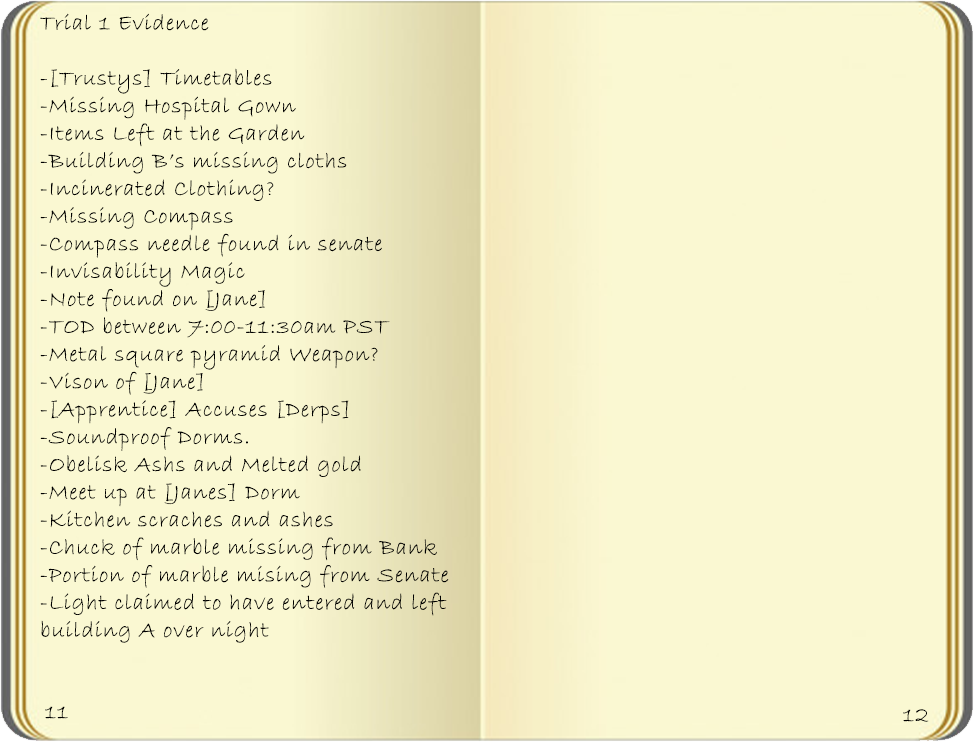 Trial 1 Evidence
-[Trustys] Timetables
-Missing Hospital Gown
-Items Left at the Garden
-Building B's missing cloths
-Incinerated Clothing?
-Missing Compass
-Compass needle found in senate
-Invisability Magic
-Note found on [Jane]
-TOD between 7:00-11:30am PST
-Metal square pyramid Weapon?
-Vison of [Jane]
-[Apprentice] Accuses [Derps]
-Soundproof Dorms.
-Obelisk Ashs and Melted gold
-Meet up at [Janes] Dorm
-Kitchen scraches and ashes
-Chuck of marble missing from Bank
-Portion of marble mising from Senate
-Light claimed to have entered and left
building A over night
11
12